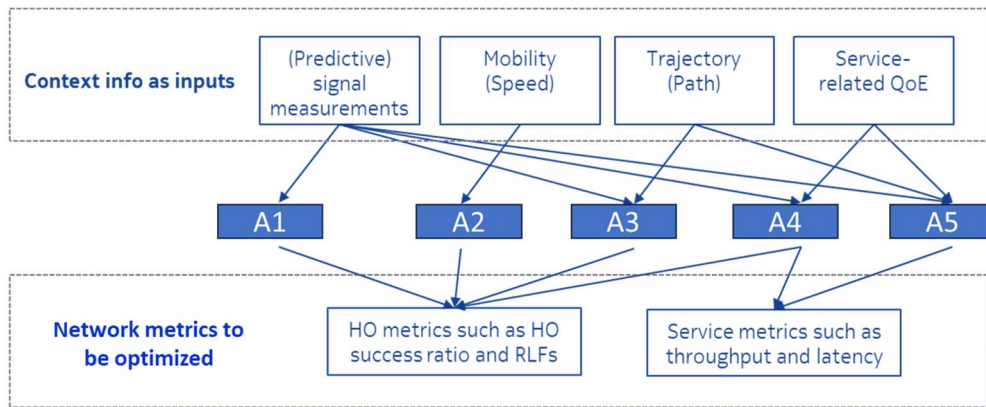 Context info as inputs
(Predictive)
signal
measurements
Mobility
(Speed)
Trajectory
(Path)
Service-
related QoE
A1
A2
A3
A4
A5
Network metrics to
be optimized
HO metrics such as HO
success ratio and RLFs
Service metrics such as
throughput and latency